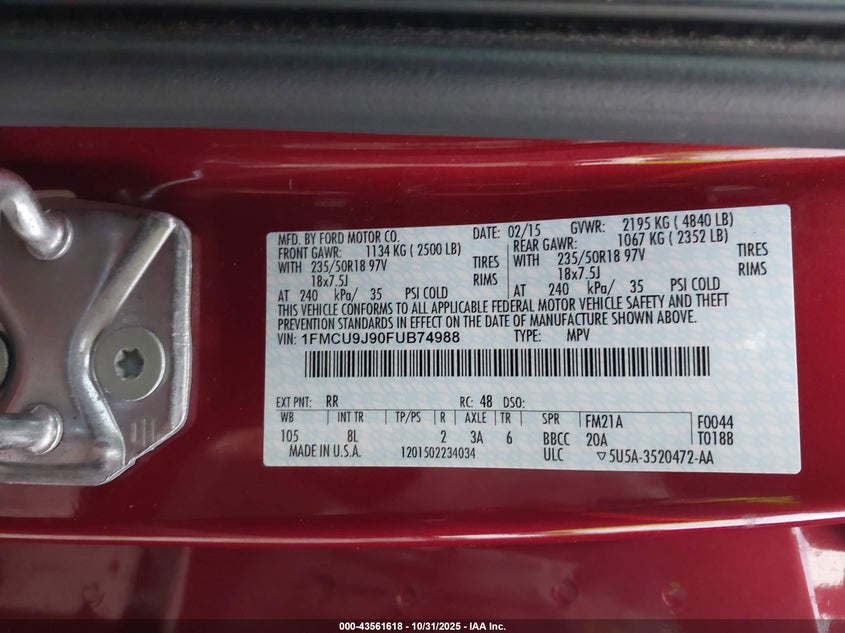 MFD. BY FORD MOTOR CO. DATE: 02/15 GVWR: 2195 KG ( 4840 LB)
FRONT GAWR: 1134 KG ( 2500 LB) REAR GAWR: 1067 KG ( 2352 LB)
WITH 235/50R18 97V TIRES WITH 235/50R18 97V TIRES
18x7.5J RIMS 18x7.5J RIMS
AT 240 kPa/ 35 PSI COLD AT 240 kPa/ 35 PSI COLD
THIS VEHICLE CONFORMS TO ALL APPLICABLE FEDERAL MOTOR VEHICLE SAFETY AND THEFT
PREVENTION STANDARDS IN EFFECT ON THE DATE OF MANUFACTURE SHOWN ABOVE.
VIN: 1FMCU9J90FUB74988 TYPE: MPV
EXT PNT: RR RC: 48 DSO:
WB INT TR TP/PS R AXLE TR SPR FM21A F0044
105 8L 2 3A 6 BBCC 20A T0188
MADE IN U.S.A. 1201502234034 ULC ▽5U5A-3520472-AA
000-43561618 - 10/31/2025 - IAA Inc.